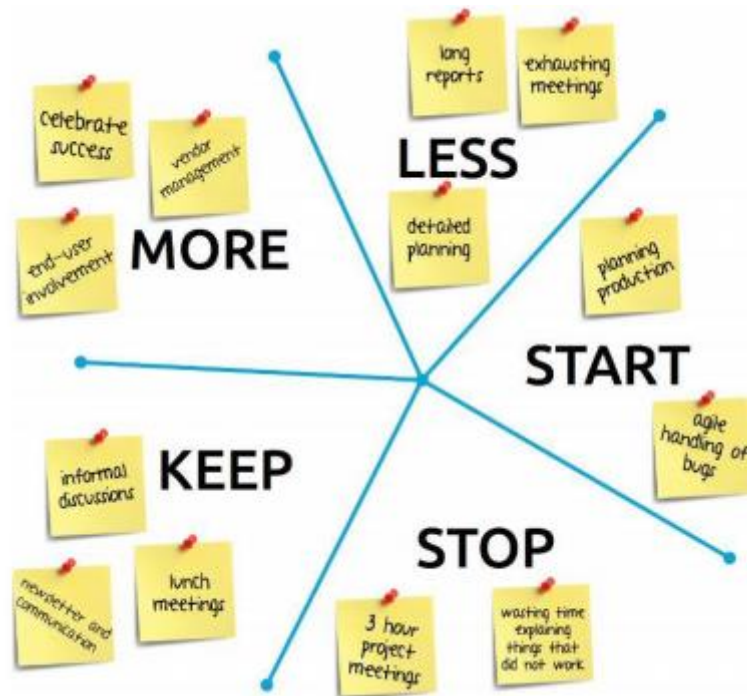 long
reports
exhausting
meetings
LESS
detailed
planning
celebrate
success
vendor
management
end-user
involvement
MORE
planning
production
START
agile
handling of
bugs
KEEP
informal
discussions
newsletter and
communication
lunch
meetings
STOP
3 hour
project
meetings
wasting time
explaining
things that
did not work